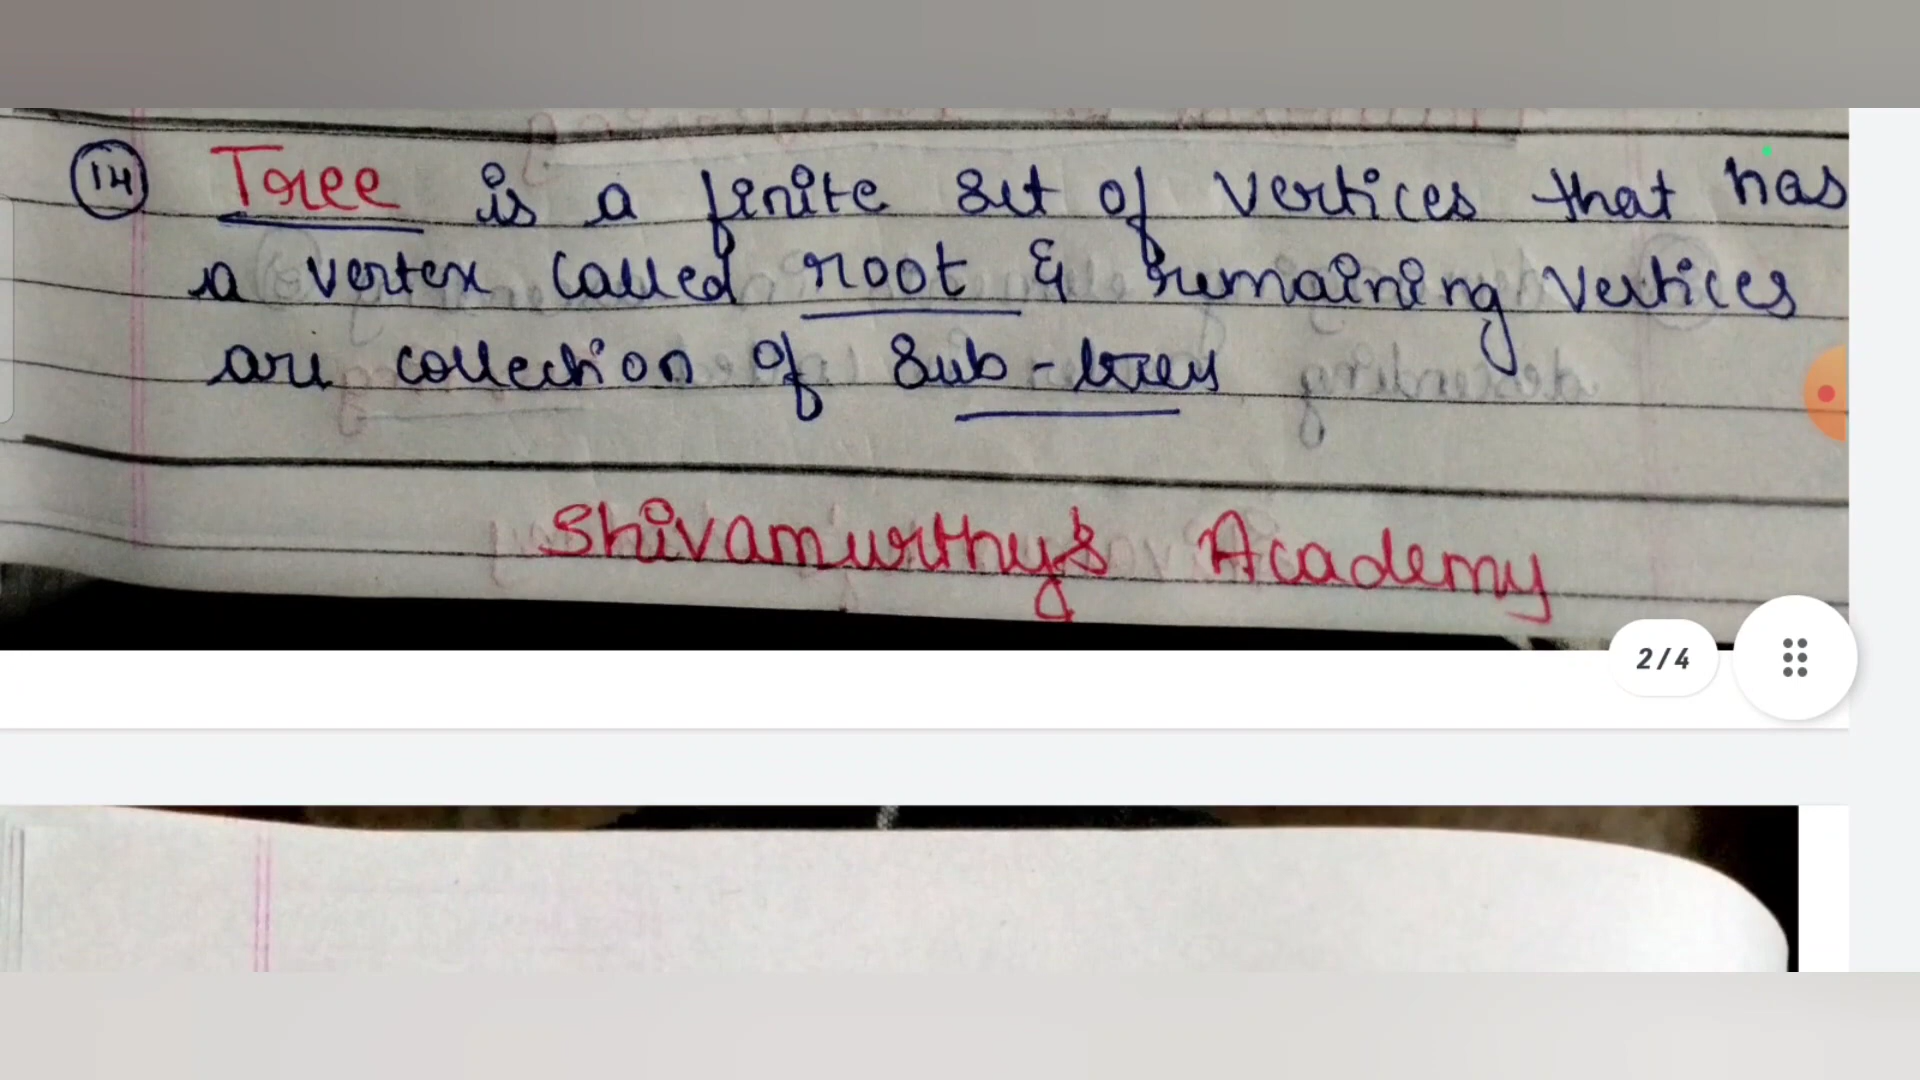 14 Tree is a finite set of vertices that has
a vertex called root & remaining vertices
are collection of sub-trees
Shivamurthy's Academy
2/4